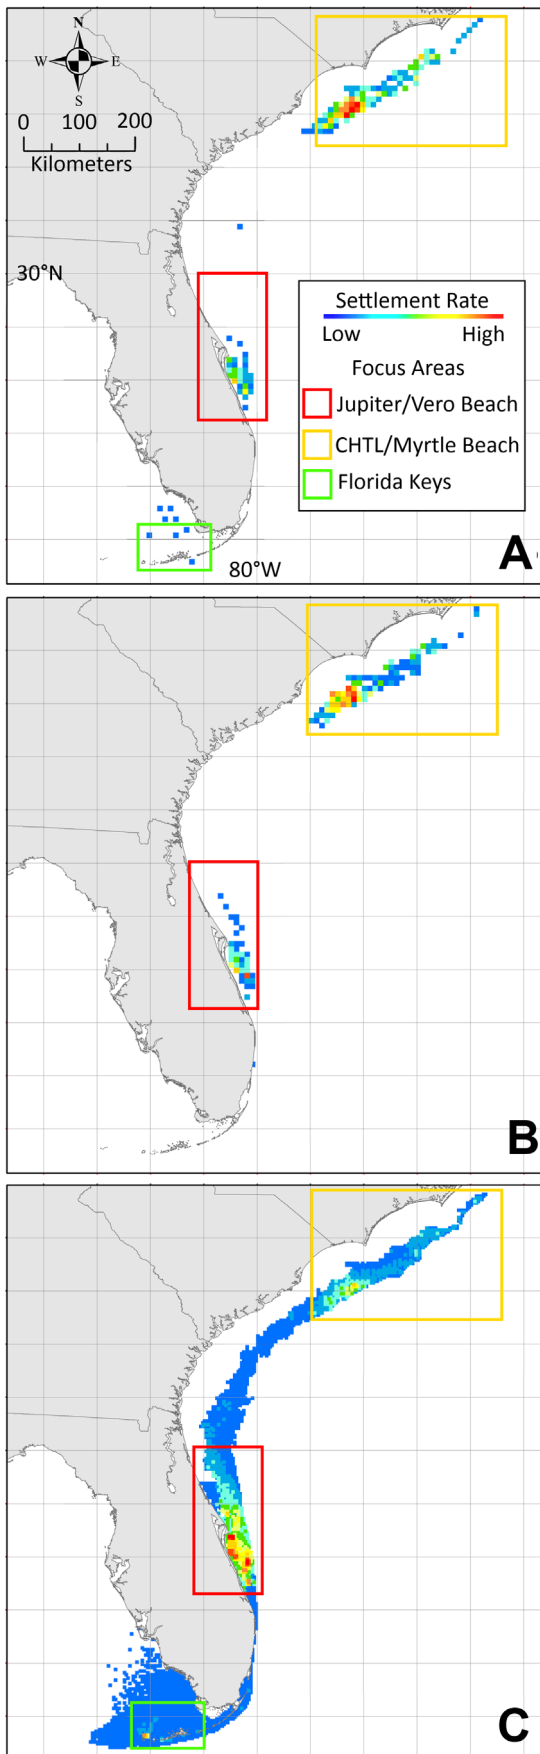 N
W E
S
0 100 200
Kilometers
30°N
Settlement Rate
Low High
Focus Areas
Jupiter/Vero Beach
CHTL/Myrtle Beach
Florida Keys
80°W
A
B
C